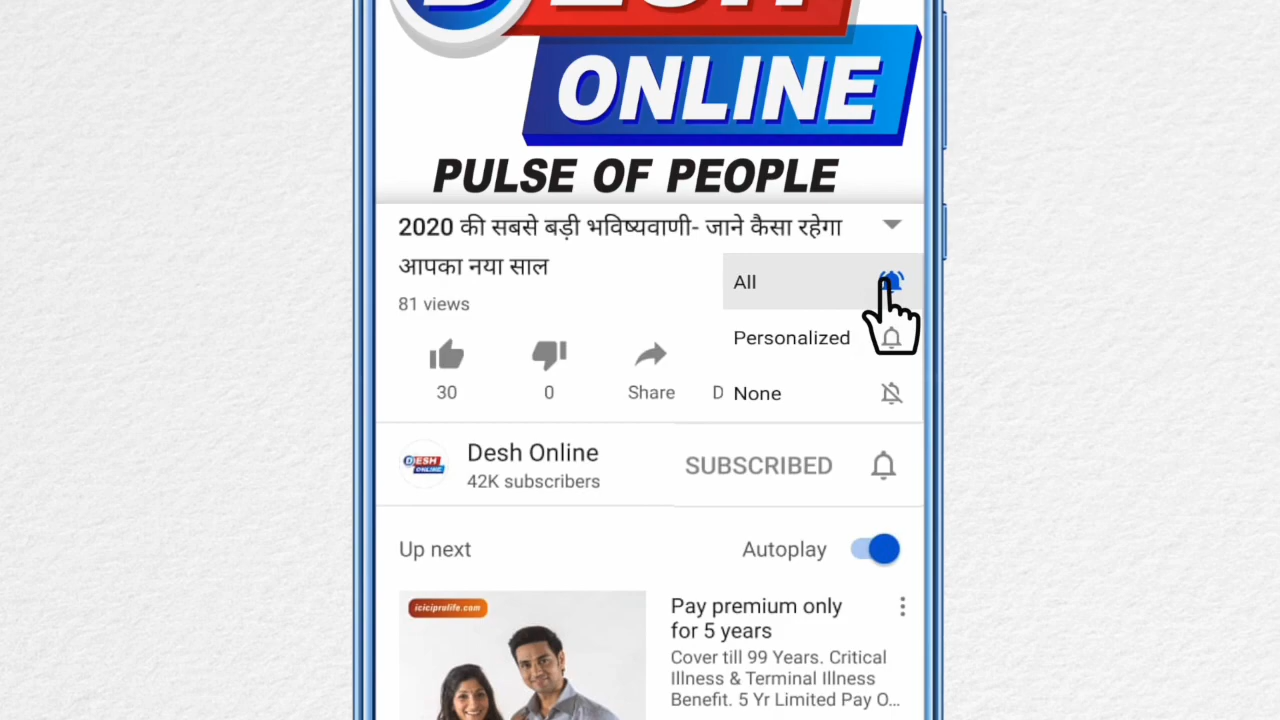 DESH
ONLINE
PULSE OF PEOPLE
2020 की सबसे बड़ी भविष्यवाणी- जाने कैसा रहेगा
आपका नया साल
81 views
All
Personalized
None
30
0
Share
D
Desh Online
42K subscribers
SUBSCRIBED
DESH
ONLINE
Up next
Autoplay
iciciprulife.com
Pay premium only
for 5 years
Cover till 99 Years. Critical
Illness & Terminal Illness
Benefit. 5 Yr Limited Pay O...